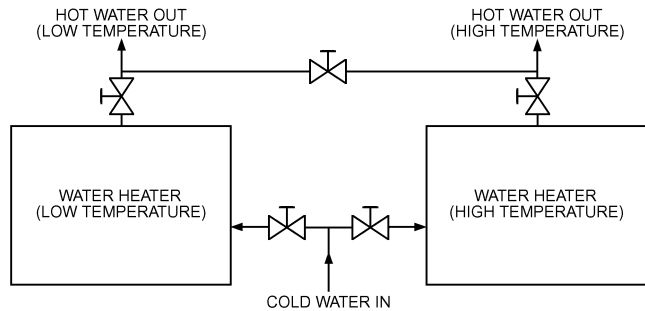 HOT WATER OUT
(LOW TEMPERATURE)
HOT WATER OUT
(HIGH TEMPERATURE)
WATER HEATER
(LOW TEMPERATURE)
WATER HEATER
(HIGH TEMPERATURE)
COLD WATER IN